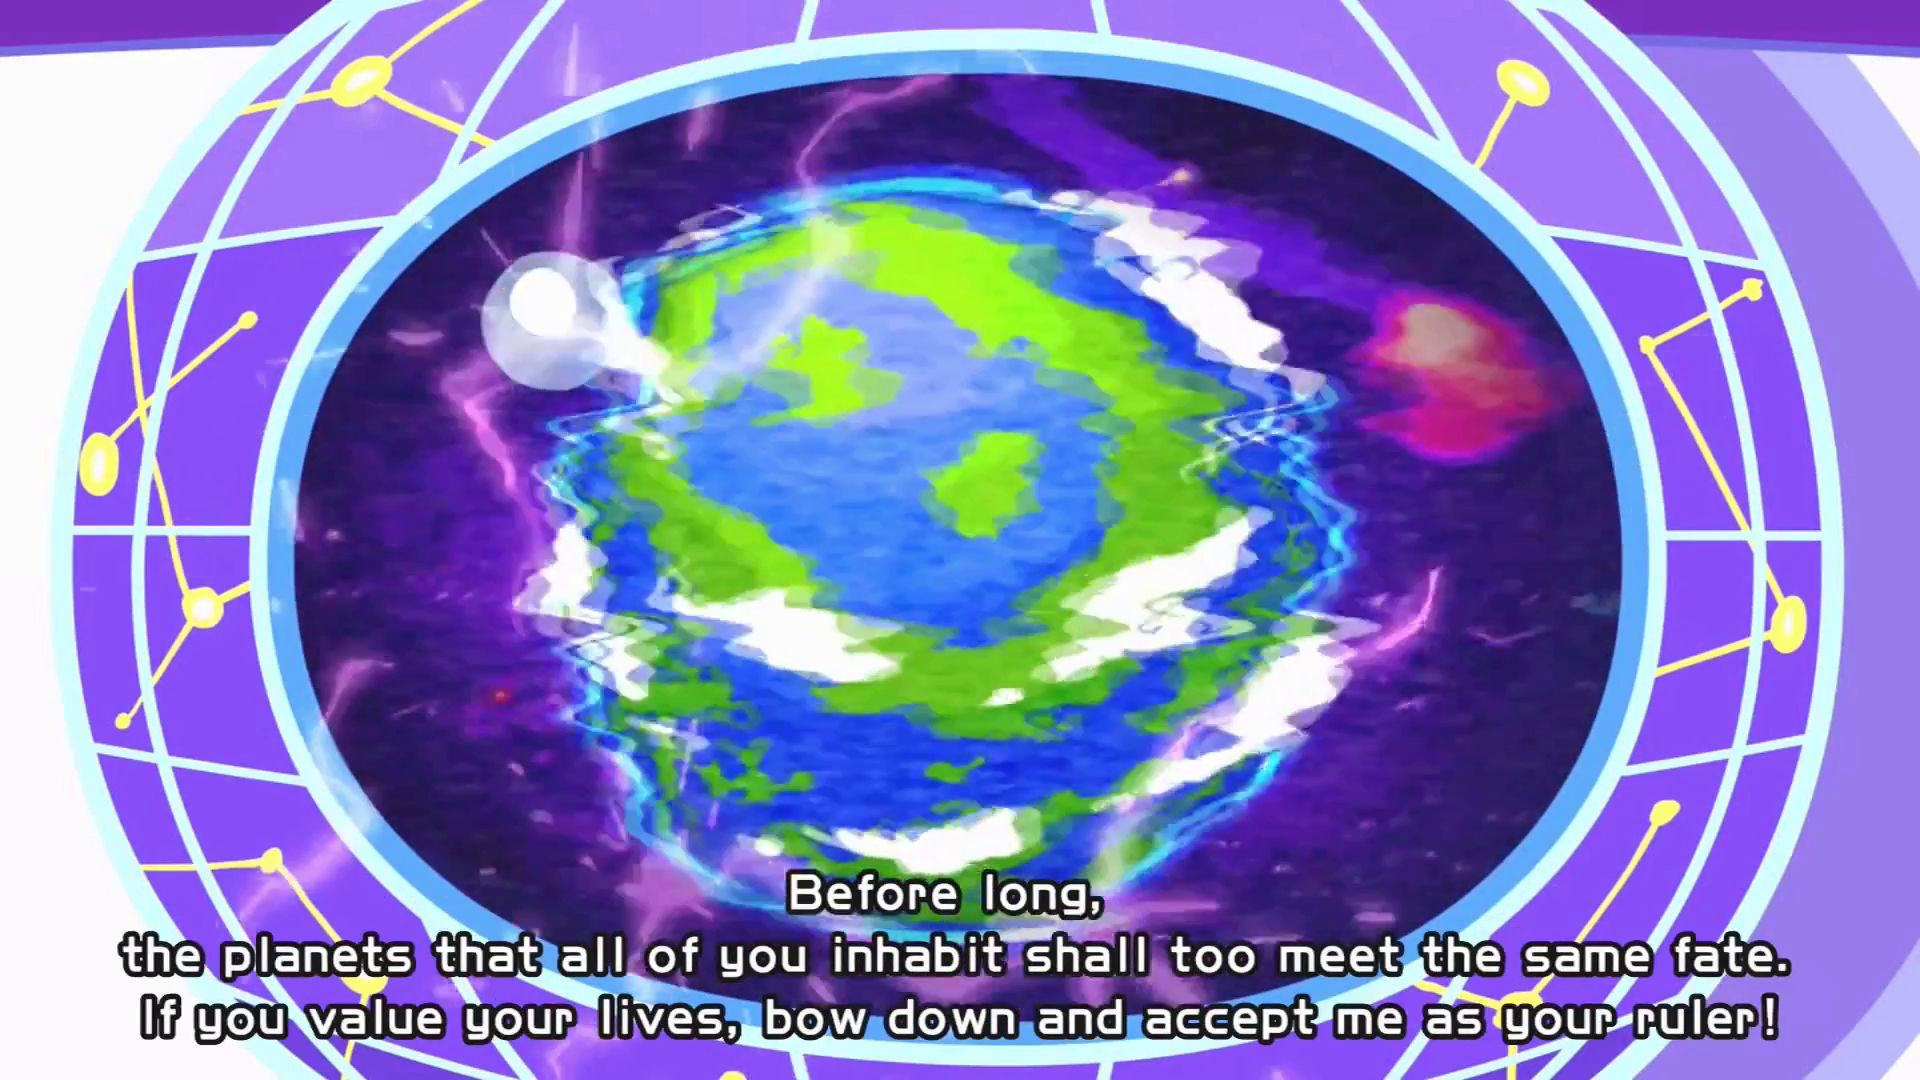 Before long,
the planets that all of you inhabit shall too meet the same fate.
If you value your lives, bow down and accept me as your ruler!